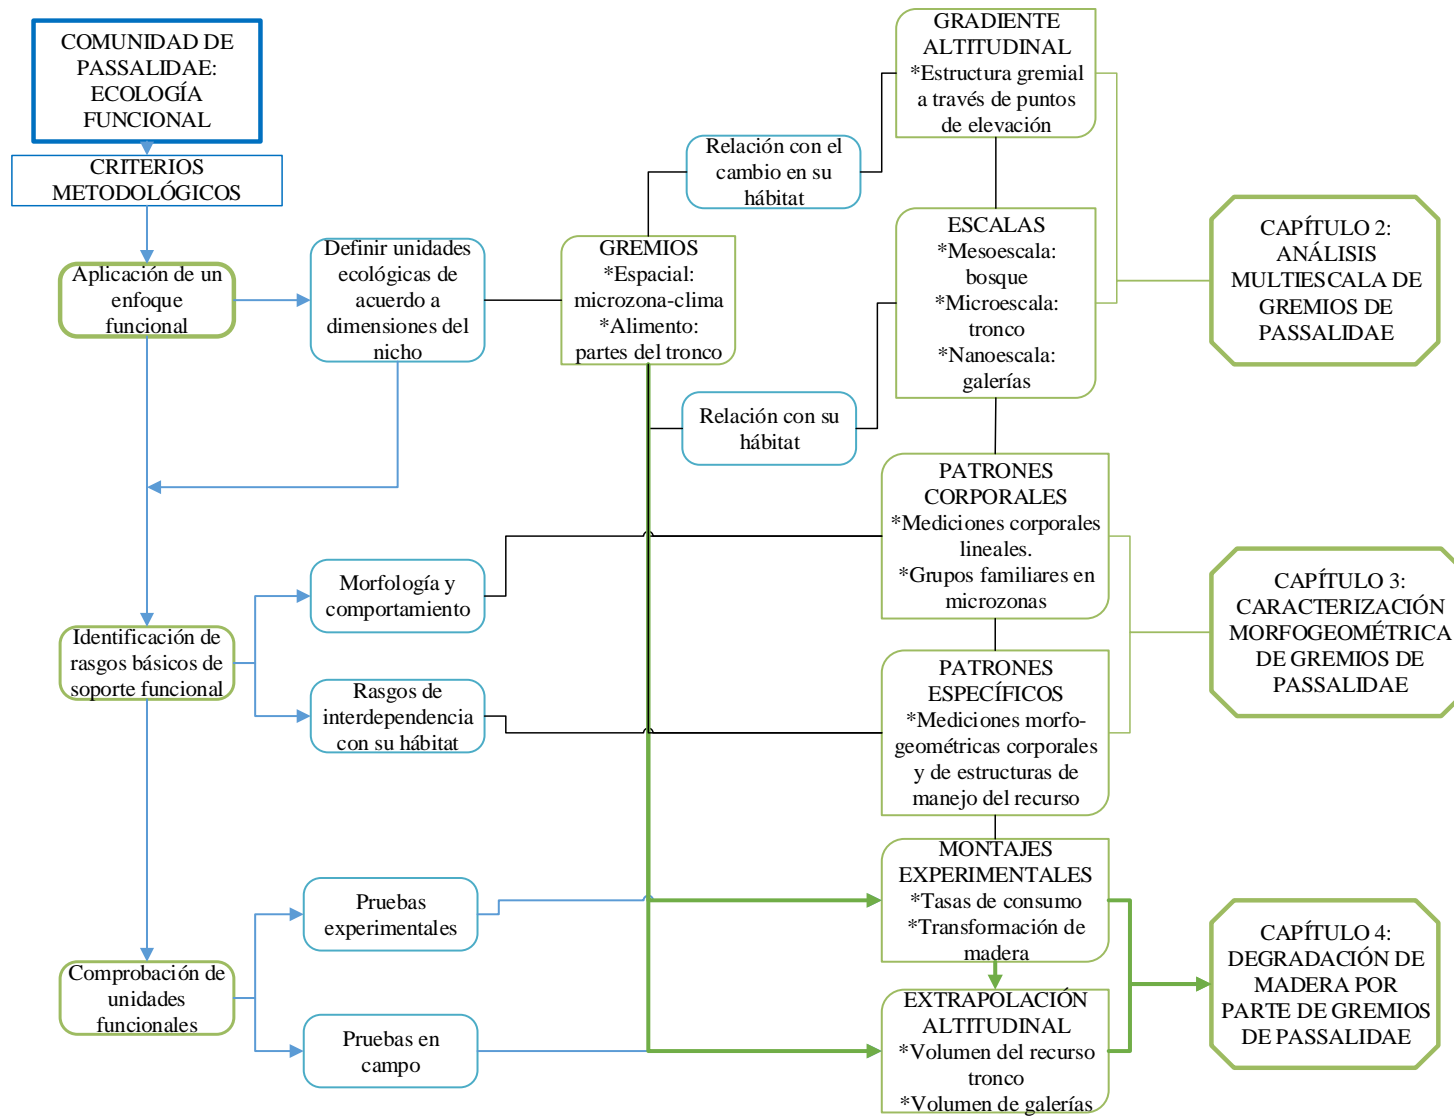 COMUNIDAD DE
PASSALIDAE:
ECOLOGÍA
FUNCIONAL
CRITERIOS
METODOLÓGICOS
Aplicación de un
enfoque
funcional
Definir unidades
ecológicas de
acuerdo a
dimensiones del
nicho
GREMIOS
*Espacial:
microzona-clima
*Alimento:
partes del tronco
Relación con el
cambio en su
hábitat
Relación con su
hábitat
GRADIENTE
ALTITUDINAL
*Estructura gremial
a través de puntos
de elevación
ESCALAS
*Mesoescala:
bosque
*Microescala:
tronco
*Nanoescala:
galerías
CAPÍTULO 2:
ANÁLISIS
MULTIESCALA DE
GREMIOS DE
PASSALIDAE
Identificación de
rasgos básicos de
soporte funcional
Morfología y
comportamiento
Rasgos de
interdependencia
con su hábitat
PATRONES
CORPORALES
*Mediciones corporales
lineales.
*Grupos familiares en
microzonas
PATRONES
ESPECÍFICOS
*Mediciones morfo-
geométricas corporales
y de estructuras de
manejo del recurso
CAPÍTULO 3:
CARACTERIZACIÓN
MORFOGEOMÉTRICA
DE GREMIOS DE
PASSALIDAE
Comprobación de
unidades
funcionales
Pruebas
experimentales
Pruebas en
campo
MONTAJES
EXPERIMENTALES
*Tasas de consumo
*Transformación de
madera
EXTRAPOLACIÓN
ALTITUDINAL
*Volumen del recurso
tronco
*Volumen de galerías
CAPÍTULO 4:
DEGRADACIÓN DE
MADERA POR
PARTE DE GREMIOS
DE PASSALIDAE